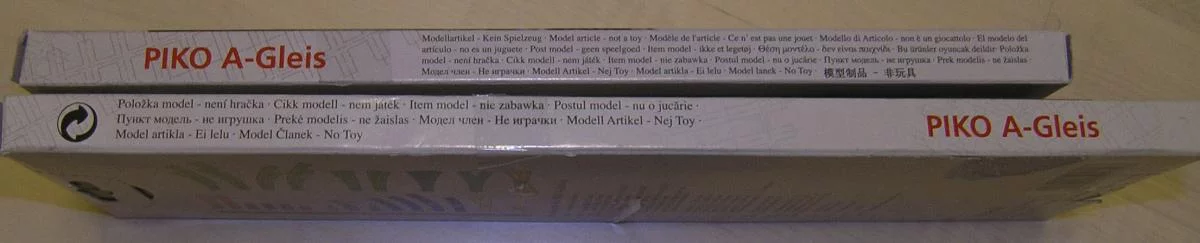 PIKO A-Gleis
Modellartikel - Kein Spielzeug · Model article - not a toy · Modèle de l'article - Ce n' est pas une jouet · Modello di Articolo - non è un giocattolo · El modelo del
artículo - no es un juguete · Post model - geen speelgoed · Item model - ikke et legetøj · Θέση μοντέλο - δεν είναι παιχνίδι · Bu ürünler oyuncak deildir · Položka
model - není hračka · Cikk modell - nem játék · Item model - nie zabawka · Postul model - nu o jucărie · Пункт модель - не игрушка · Prek modelis - ne žaislas ·
Модел член - Не играчки · Modell Artikel - Nej Toy · Model artikla - Ei lelu · Model lanek - No Toy · 模型制品 - 非玩具
Položka model - není hračka · Cikk modell - nem játék · Item model - nie zabawka · Postul model - nu o jucărie ·
Пункт модель - не игрушка · Prekė modelis - ne žaislas · Модел член - Не играчки · Modell Artikel - Nej Toy ·
Model artikla - Ei lelu · Model Članek - No Toy
PIKO A-Gleis